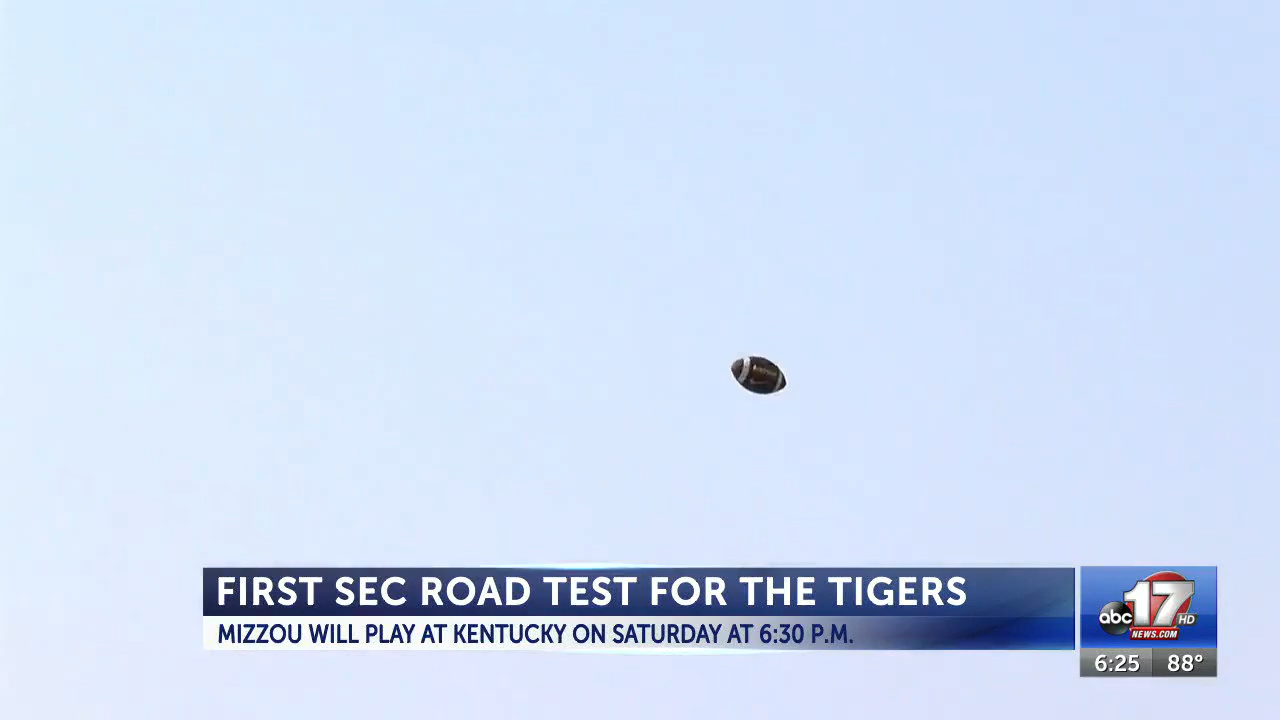 FIRST SEC ROAD TEST FOR THE TIGERS
MIZZOU WILL PLAY AT KENTUCKY ON SATURDAY AT 6:30 P.M.
abc 17 HD
NEWS.COM
6:25 88°